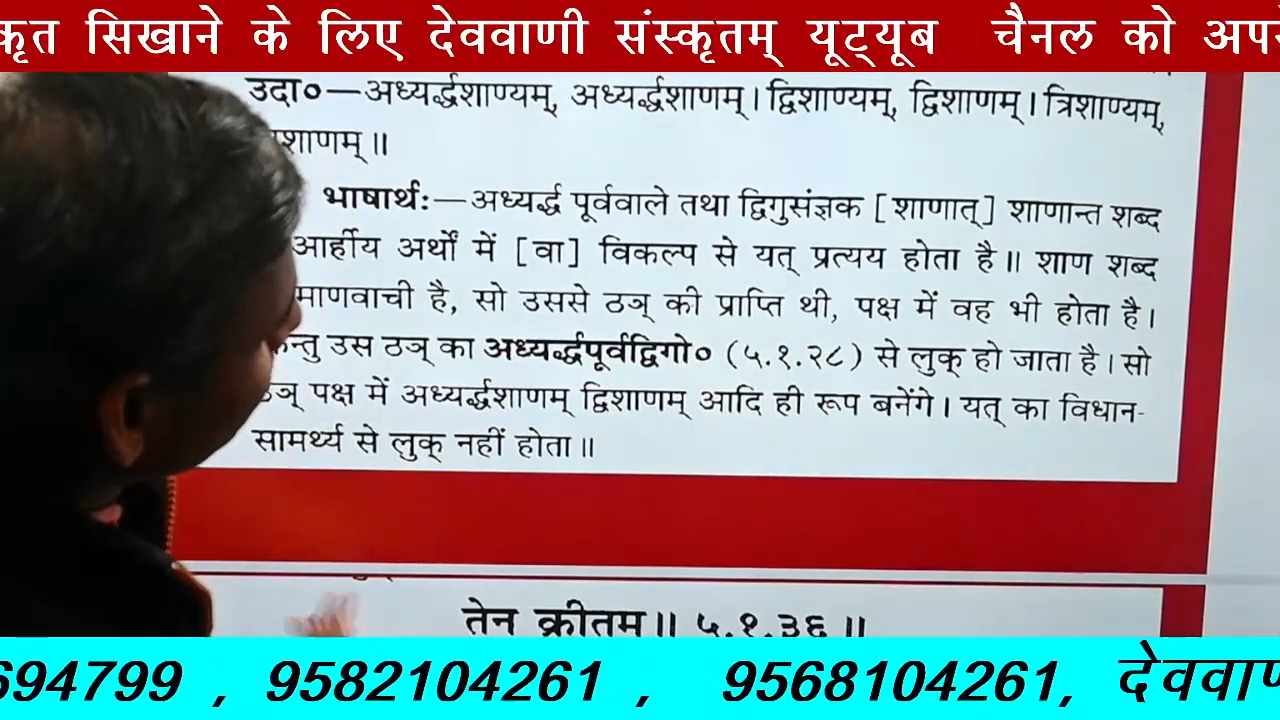 सिखाने के लिए देववाणी संस्कृतम् यूट्यूब चैनल को
उदा०—अध्यर्द्धशाण्यम्, अध्यर्द्धशाणम्। द्विशाण्यम्, द्विशाणम्। त्रिशाण्यम्,
शाणम्॥
भाषार्थः—अध्यर्द्ध पूर्ववाले तथा द्विगुसंज्ञक [शाणात्] शाणान्त शब्द
आर्हीय अर्थों में [वा] विकल्प से यत् प्रत्यय होता है॥ शाण शब्द
माणवाची है, सो उससे ठञ् की प्राप्ति थी, पक्ष में वह भी होता है।
न्तु उस ठञ् का अध्यर्द्धपूर्वद्विगो० (५.१.२८) से लुक् हो जाता है। सो
ठञ् पक्ष में अध्यर्द्धशाणम् द्विशाणम् आदि ही रूप बनेंगे। यत् का विधान-
सामर्थ्य से लुक् नहीं होता॥
तेन क्रीतम्॥ ५.१.३६॥
694799 , 9582104261 , 9568104261, देववा